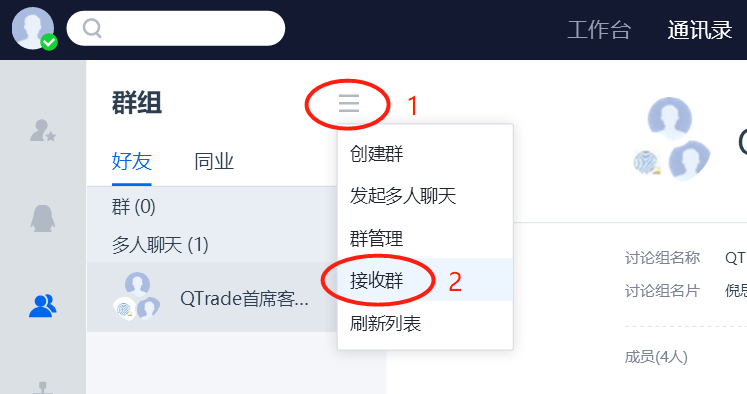 工作台 通讯录
群组 1
好友 同业
群 (0)
多人聊天 (1)
QTrade首席客...
创建群
发起多人聊天
群管理
接收群 2
刷新列表
讨论组名称 QT
讨论组名片 倪思
成员(4人)